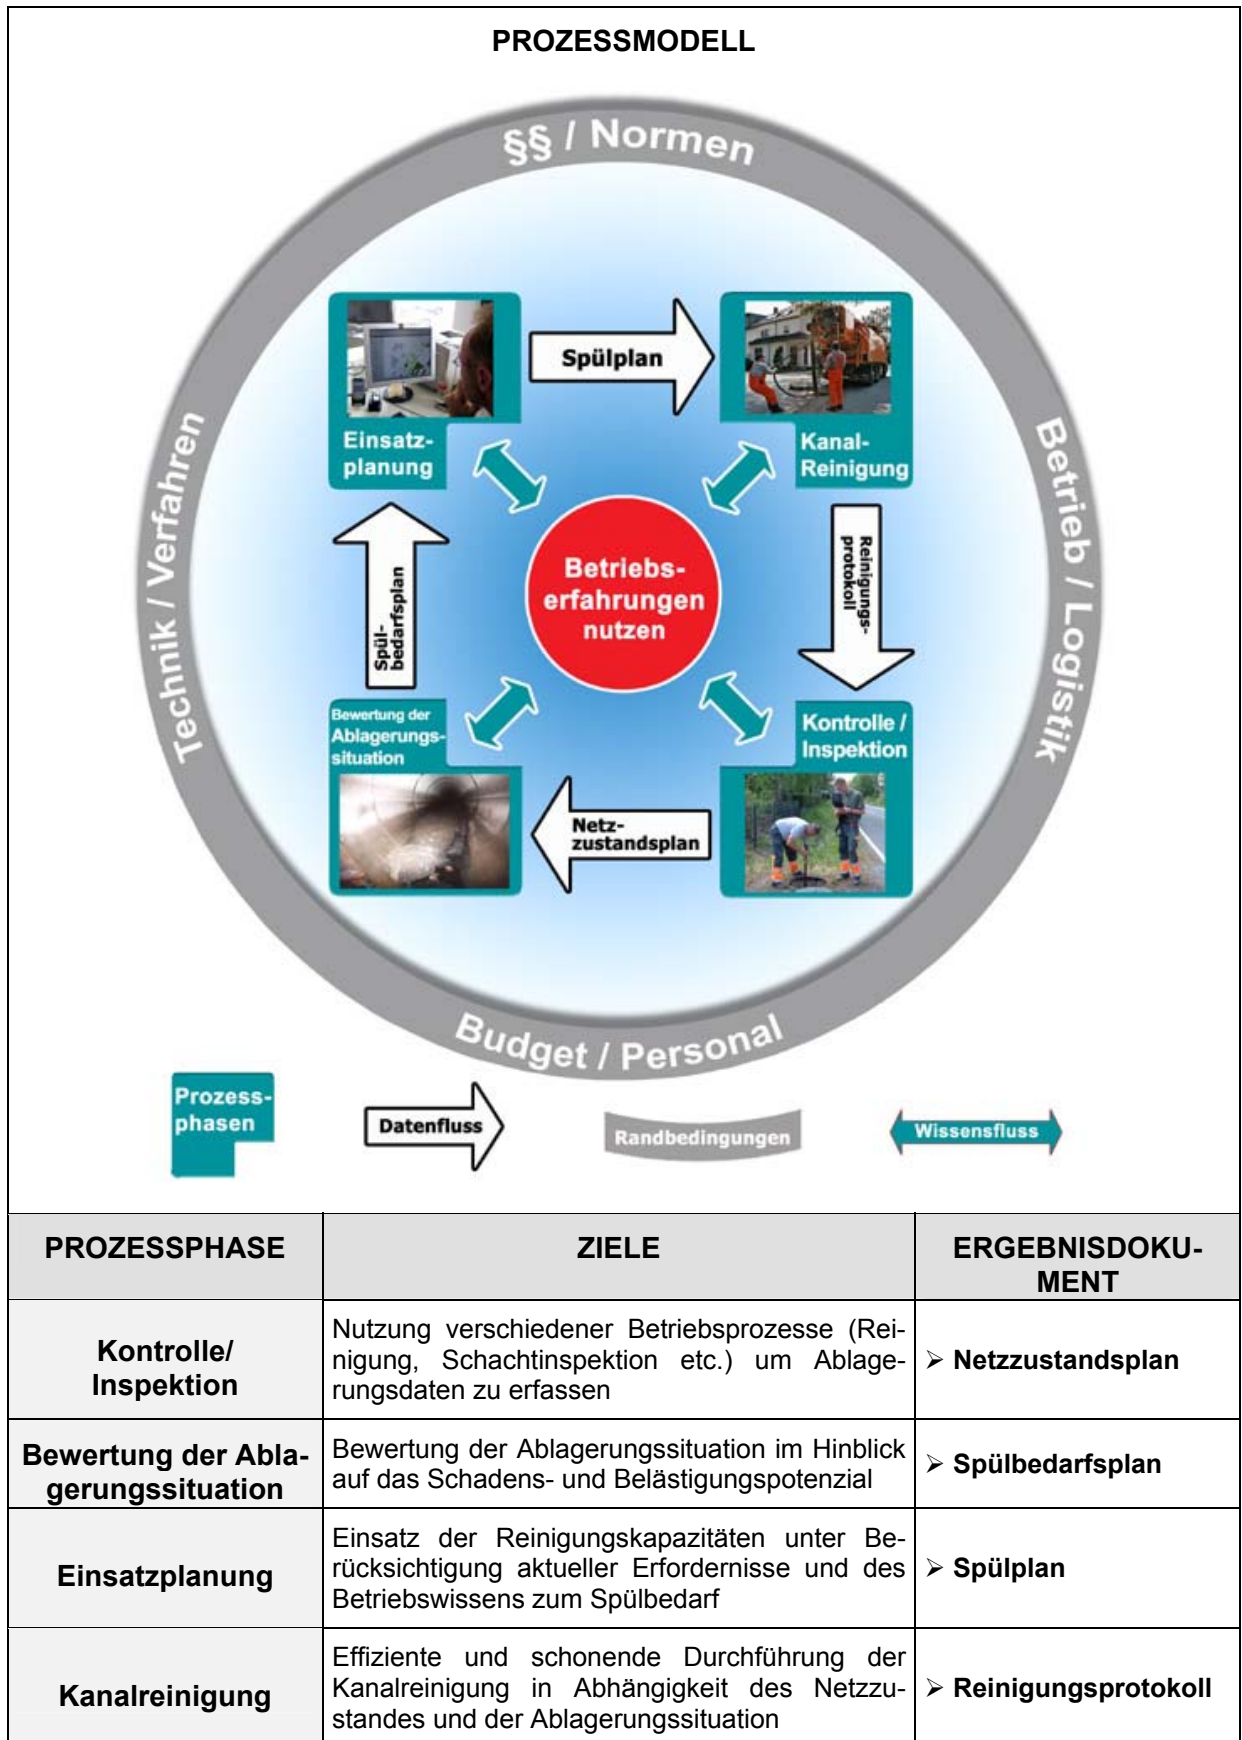 PROZESSMODELL
§§ / Normen
Technik / Verfahren
Betrieb / Logistik
Budget / Personal
Einsatz-
planung
Spülplan
Kanal-
Reinigung
Reinigungs-
protokoll
Betriebs-
erfahrungen
nutzen
Spül-
bedarfsplan
Bewertung der
Ablagerungs-
situation
Netz-
zustandsplan
Kontrolle /
Inspektion
Prozess-
phasen
Datenfluss
Randbedingungen
Wissensfluss
PROZESSPHASE
ZIELE
ERGEBNISDOKU-
MENT
Kontrolle/
Inspektion
Nutzung verschiedener Betriebsprozesse (Rei-
nigung, Schachtinspektion etc.) um Ablage-
rungsdaten zu erfassen
➢ Netzzustandsplan
Bewertung der Abla-
gerungssituation
Bewertung der Ablagerungssituation im Hinblick
auf das Schadens- und Belästigungspotenzial
➢ Spülbedarfsplan
Einsatzplanung
Einsatz der Reinigungskapazitäten unter Be-
rücksichtigung aktueller Erfordernisse und des
Betriebswissens zum Spülbedarf
➢ Spülplan
Kanalreinigung
Effiziente und schonende Durchführung der
Kanalreinigung in Abhängigkeit des Netzzu-
standes und der Ablagerungssituation
➢ Reinigungsprotokoll